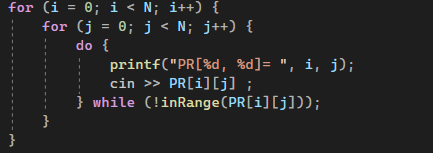 for (i = 0; i < N; i++) {
    for (j = 0; j < N; j++) {
        do {
            printf("PR[%d, %d]= ", i, j);
            cin >> PR[i][j] ;
        } while (!inRange(PR[i][j]));
    }
}